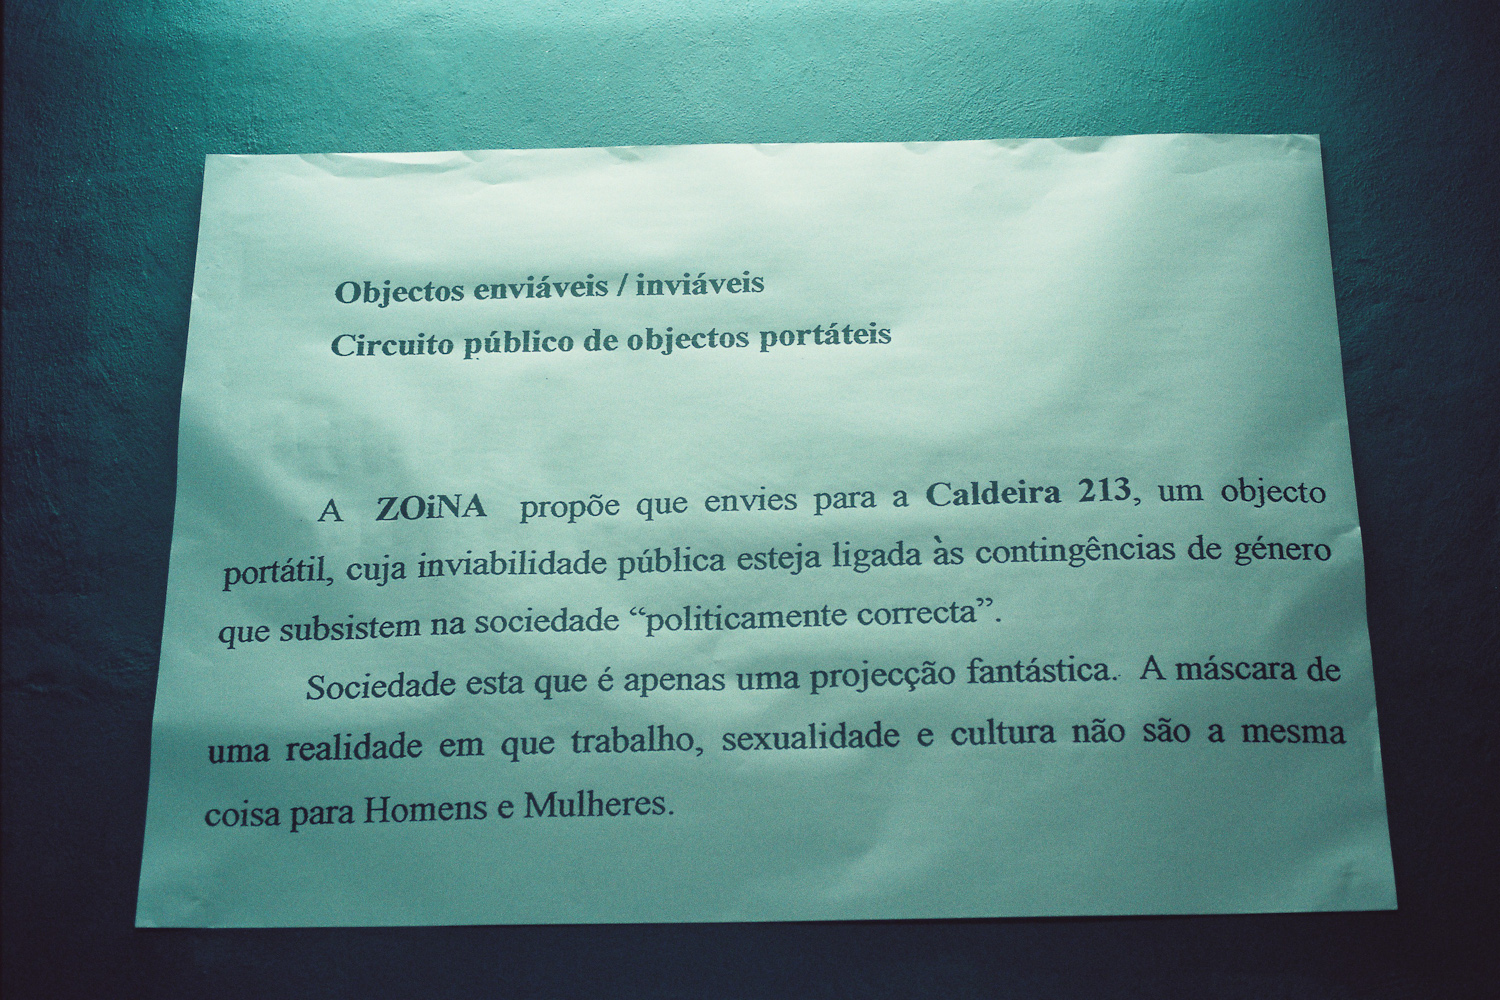 Objectos enviáveis / inviáveis
Circuito público de objectos portáteis
A ZOiNA propõe que envies para a Caldeira 213, um objecto
portátil, cuja inviabilidade pública esteja ligada às contingências de género
que subsistem na sociedade “politicamente correcta”.
Sociedade esta que é apenas uma projecção fantástica. A máscara de
uma realidade em que trabalho, sexualidade e cultura não são a mesma
coisa para Homens e Mulheres.